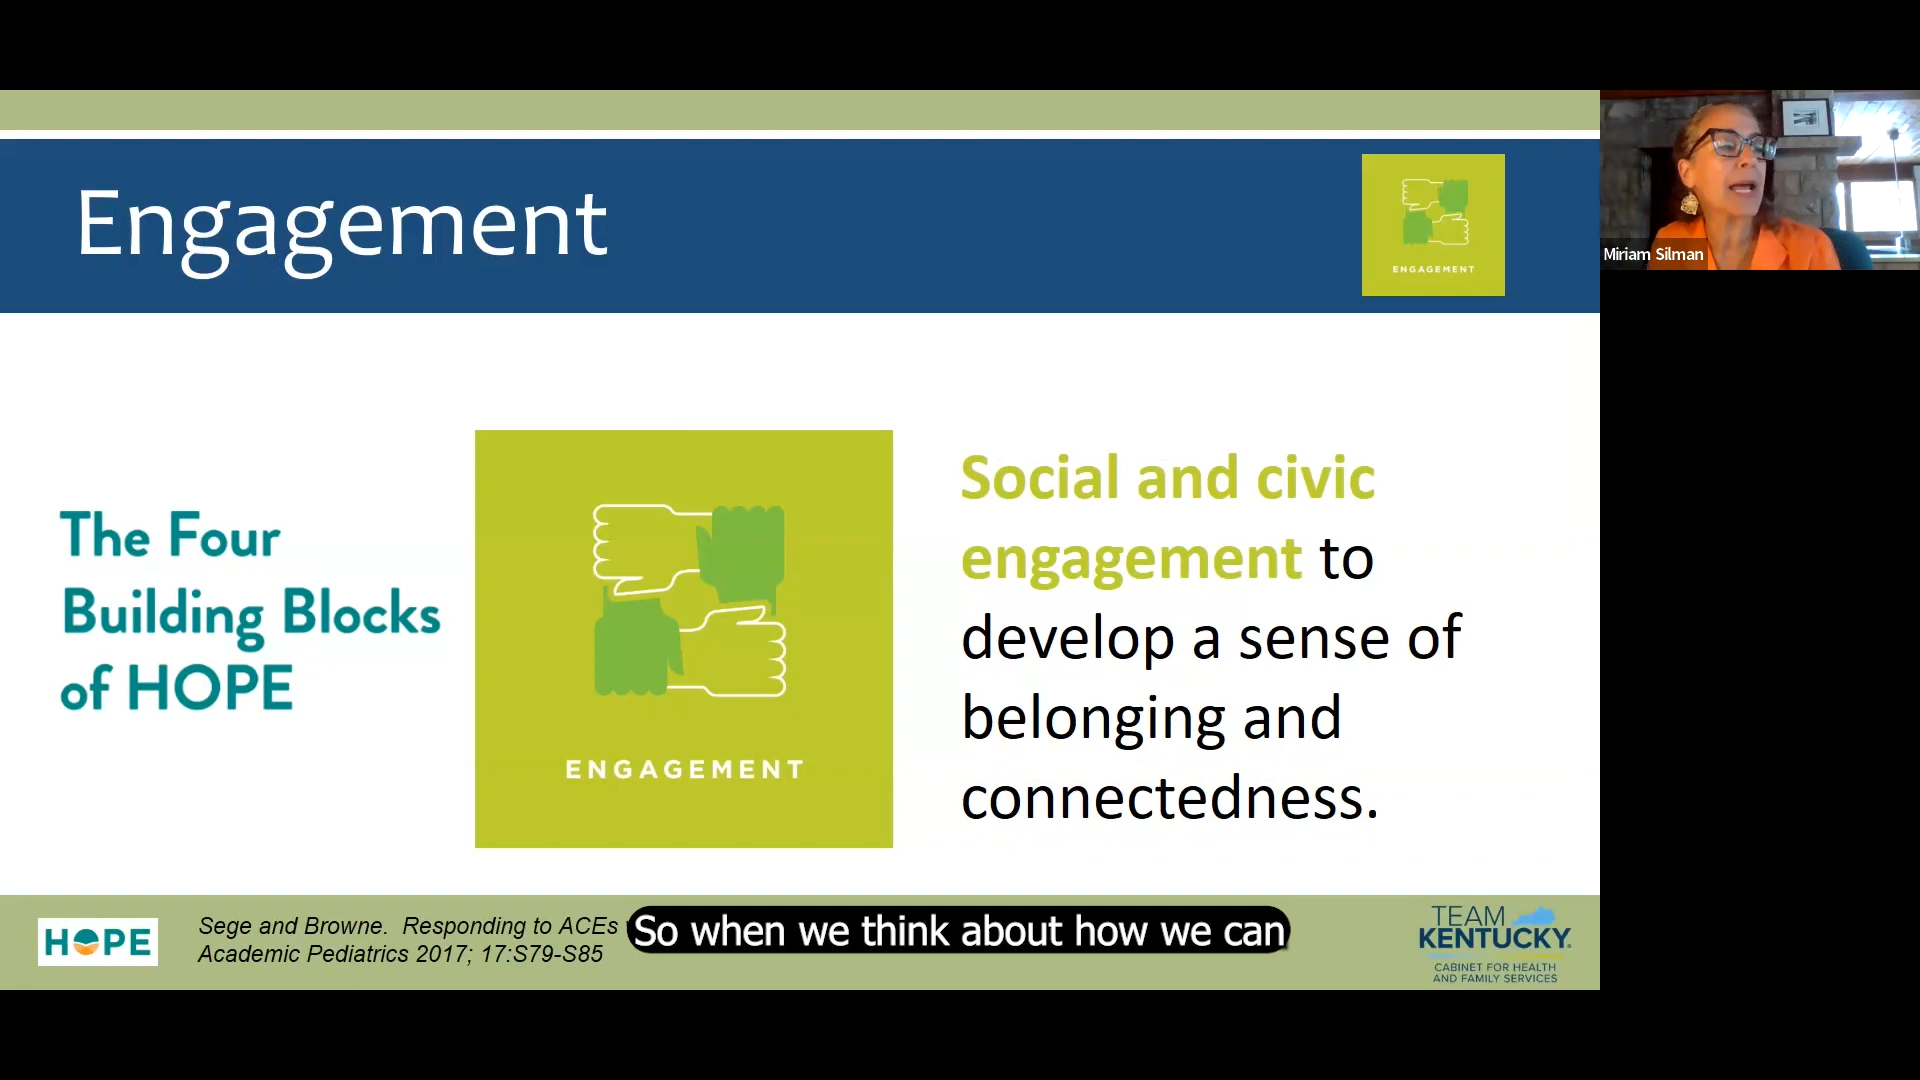 Engagement
ENGAGEMENT
Miriam Silman
The Four
Building Blocks
of HOPE
ENGAGEMENT
Social and civic
engagement to
develop a sense of
belonging and
connectedness.
HOPE
Sege and Browne. Responding to ACEs
Academic Pediatrics 2017; 17:S79-S85
So when we think about how we can
TEAM
KENTUCKY
CABINET FOR HEALTH
AND FAMILY SERVICES